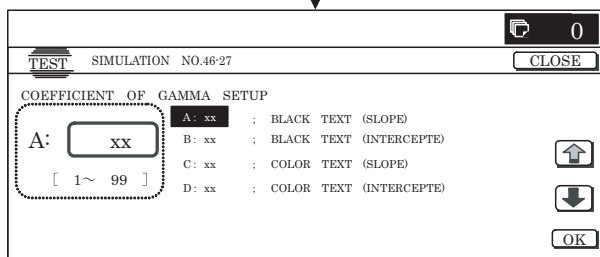 0
TEST SIMULATION NO.46-27 CLOSE
COEFFICIENT OF GAMMA SETUP
A: xx
[ 1～ 99 ]
A: xx ; BLACK TEXT (SLOPE)
B: xx ; BLACK TEXT (INTERCEPTE)
C: xx ; COLOR TEXT (SLOPE)
D: xx ; COLOR TEXT (INTERCEPTE)
OK